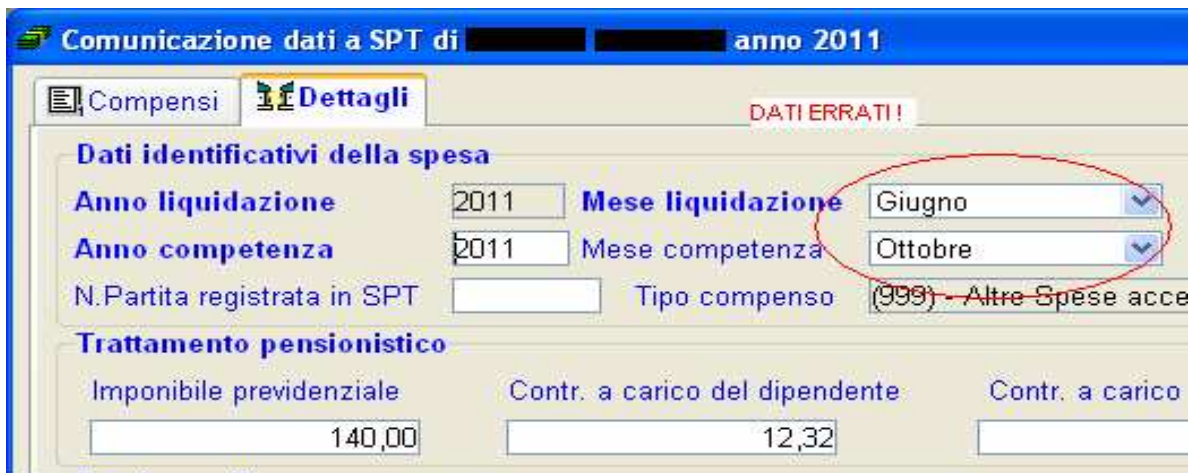 Comunicazione dati a SPT di anno 2011
Compensi Dettagli
DATI ERRATI !
Dati identificativi della spesa
Anno liquidazione 2011 Mese liquidazione Giugno
Anno competenza 2011 Mese competenza Ottobre
N.Partita registrata in SPT Tipo compenso (999) - Altre Spese acce
Trattamento pensionistico
Imponibile previdenziale Contr. a carico del dipendente Contr. a carico
140,00 12,32